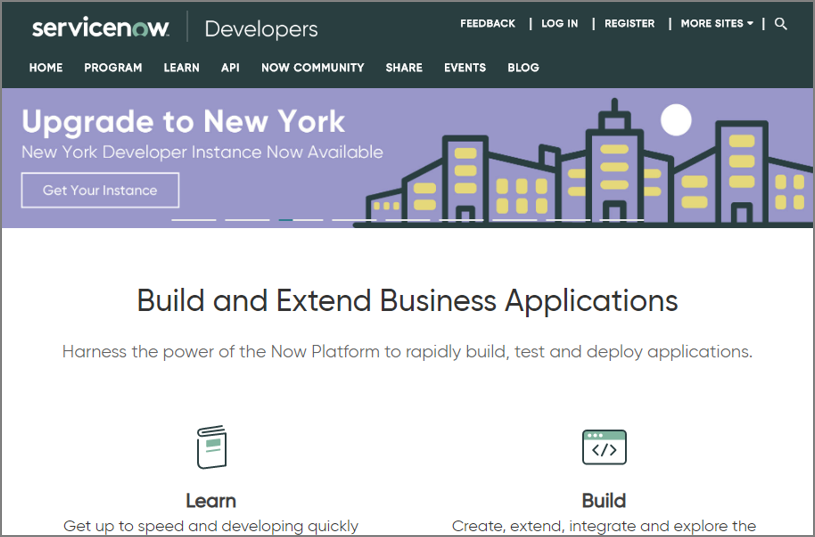 servicenow Developers
FEEDBACK | LOG IN | REGISTER | MORE SITES |
HOME PROGRAM LEARN API NOW COMMUNITY SHARE EVENTS BLOG
Upgrade to New York
New York Developer Instance Now Available
Get Your Instance
Build and Extend Business Applications
Harness the power of the Now Platform to rapidly build, test and deploy applications.
</>
Learn
Build
Get up to speed and developing quickly
Create, extend, integrate and explore the